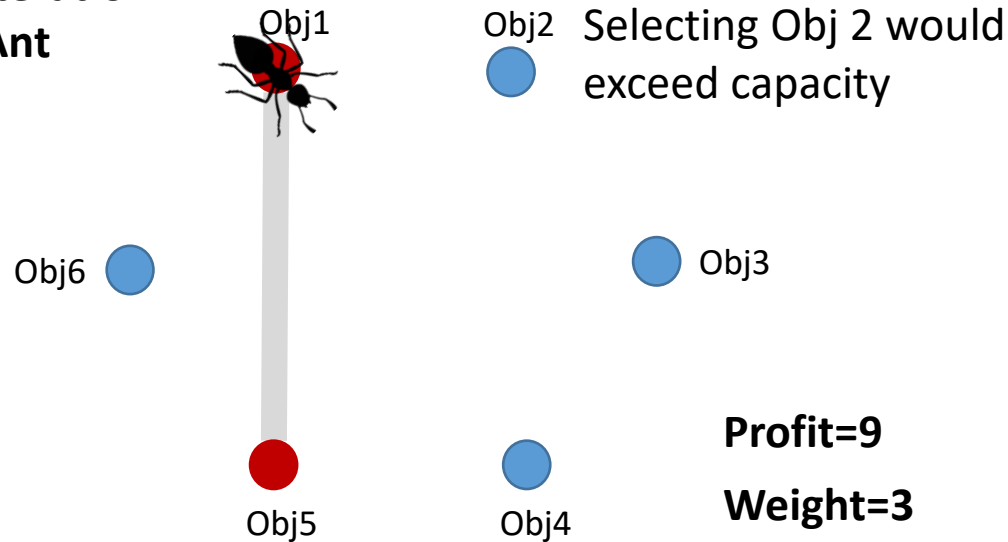 Ant
Obj1
Obj2
Selecting Obj 2 would
exceed capacity
Obj6
Obj3
Profit=9
Weight=3
Obj5
Obj4